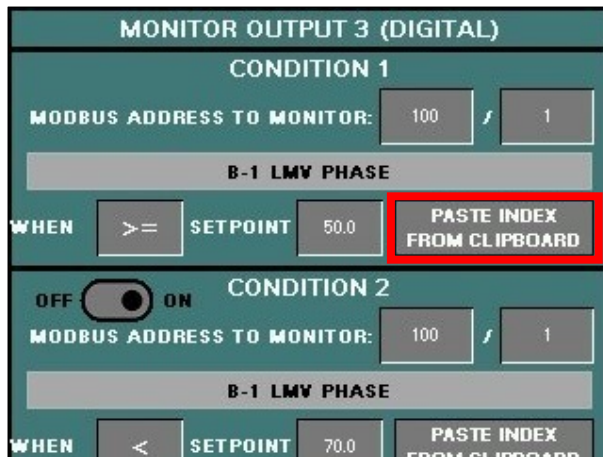 MONITOR OUTPUT 3 (DIGITAL)
CONDITION 1
MODBUS ADDRESS TO MONITOR: 100 / 1
B-1 LMV PHASE
WHEN >= SETPOINT 50.0 PASTE INDEX
FROM CLIPBOARD
OFF ON CONDITION 2
MODBUS ADDRESS TO MONITOR: 100 / 1
B-1 LMV PHASE
WHEN < SETPOINT 70.0 PASTE INDEX
FROM CLIPBOARD